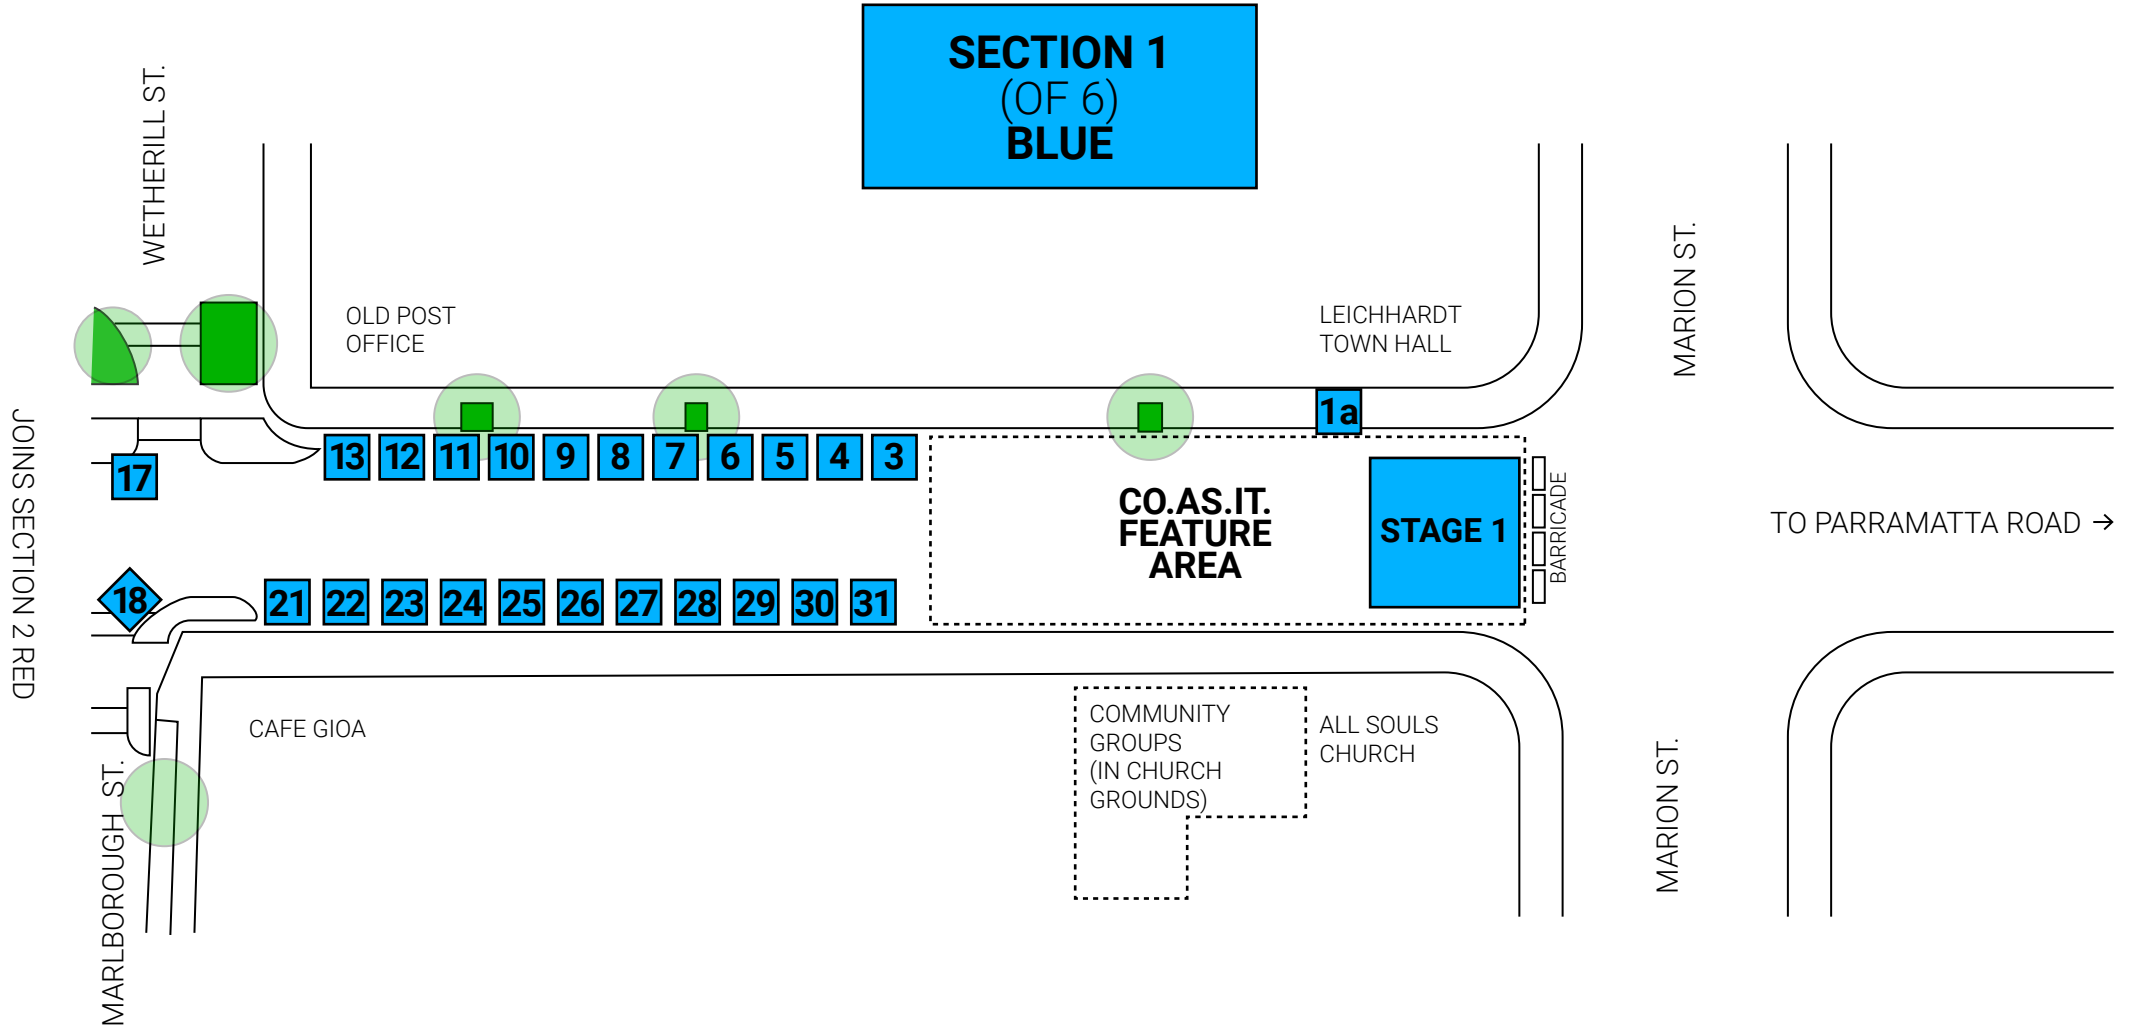 SECTION 1
(OF 6)
BLUE
WETHERILL ST.
MARION ST.
OLD POST
OFFICE
LEICHHARDT
TOWN HALL
1a
17
13 12 11 10 9 8 7 6 5 4 3
JOINS SECTION 2 RED
CO.AS.IT.
FEATURE
AREA
STAGE 1
BARRICADE
TO PARRAMATTA ROAD →
18
21 22 23 24 25 26 27 28 29 30 31
CAFE GIOA
COMMUNITY
GROUPS
(IN CHURCH
GROUNDS)
ALL SOULS
CHURCH
MARLBOROUGH ST.
MARION ST.